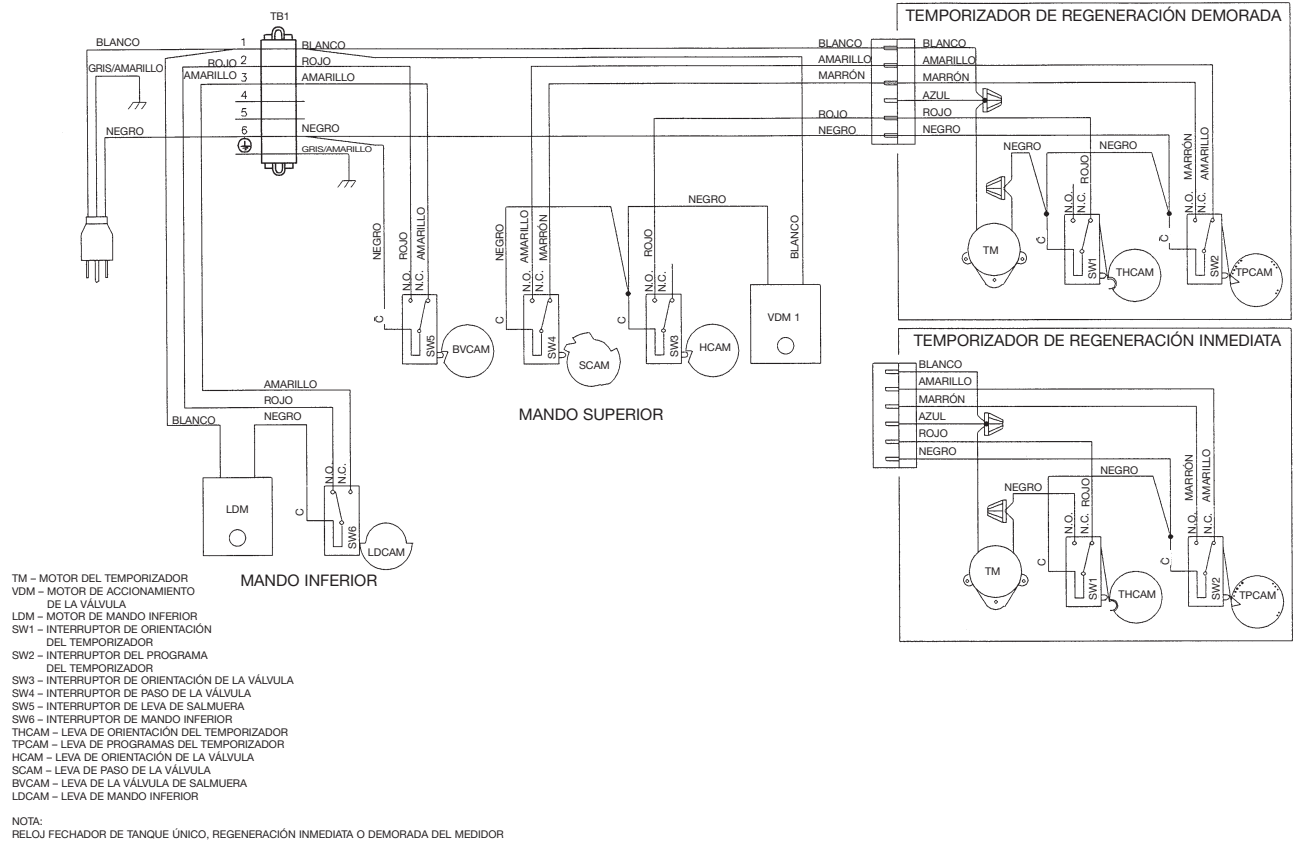 TEMPORIZADOR DE REGENERACIÓN DEMORADA
TB1
BLANCO
GRIS/AMARILLO
NEGRO
ROJO
AMARILLO
1
2
3
4
5
6
BLANCO
ROJO
AMARILLO
NEGRO
GRIS/AMARILLO
BLANCO
AMARILLO
MARRÓN
ROJO
NEGRO
BLANCO
AMARILLO
MARRÓN
AZUL
ROJO
NEGRO
NEGRO
NEGRO
N.O.
N.C.
ROJO
N.O.
MARRÓN
N.C.
AMARILLO
C
C
TM
SW1
THCAM
SW2
TPCAM
NEGRO
ROJO
AMARILLO
N.O.
N.C.
C
SW5
BVCAM
NEGRO
AMARILLO
MARRÓN
N.O.
N.C.
C
SW4
SCAM
NEGRO
ROJO
N.O.
N.C.
C
SW3
HCAM
BLANCO
VDM 1
MANDO SUPERIOR
TEMPORIZADOR DE REGENERACIÓN INMEDIATA
BLANCO
AMARILLO
MARRÓN
AZUL
ROJO
NEGRO
NEGRO
NEGRO
N.O.
N.C.
ROJO
N.O.
MARRÓN
N.C.
AMARILLO
C
C
TM
SW1
THCAM
SW2
TPCAM
AMARILLO
ROJO
NEGRO
BLANCO
N.O.
N.C.
C
LDM
SW6
LDCAM
MANDO INFERIOR
TM – MOTOR DEL TEMPORIZADOR
VDM – MOTOR DE ACCIONAMIENTO
DE LA VÁLVULA
LDM – MOTOR DE MANDO INFERIOR
SW1 – INTERRUPTOR DE ORIENTACIÓN
DEL TEMPORIZADOR
SW2 – INTERRUPTOR DEL PROGRAMA
DEL TEMPORIZADOR
SW3 – INTERRUPTOR DE ORIENTACIÓN DE LA VÁLVULA
SW4 – INTERRUPTOR DE PASO DE LA VÁLVULA
SW5 – INTERRUPTOR DE LEVA DE SALMUERA
SW6 – INTERRUPTOR DE MANDO INFERIOR
THCAM – LEVA DE ORIENTACIÓN DEL TEMPORIZADOR
TPCAM – LEVA DE PROGRAMAS DEL TEMPORIZADOR
HCAM – LEVA DE ORIENTACIÓN DE LA VÁLVULA
SCAM – LEVA DE PASO DE LA VÁLVULA
BVCAM – LEVA DE LA VÁLVULA DE SALMUERA
LDCAM – LEVA DE MANDO INFERIOR
NOTA:
RELOJ FECHADOR DE TANQUE ÚNICO, REGENERACIÓN INMEDIATA O DEMORADA DEL MEDIDOR